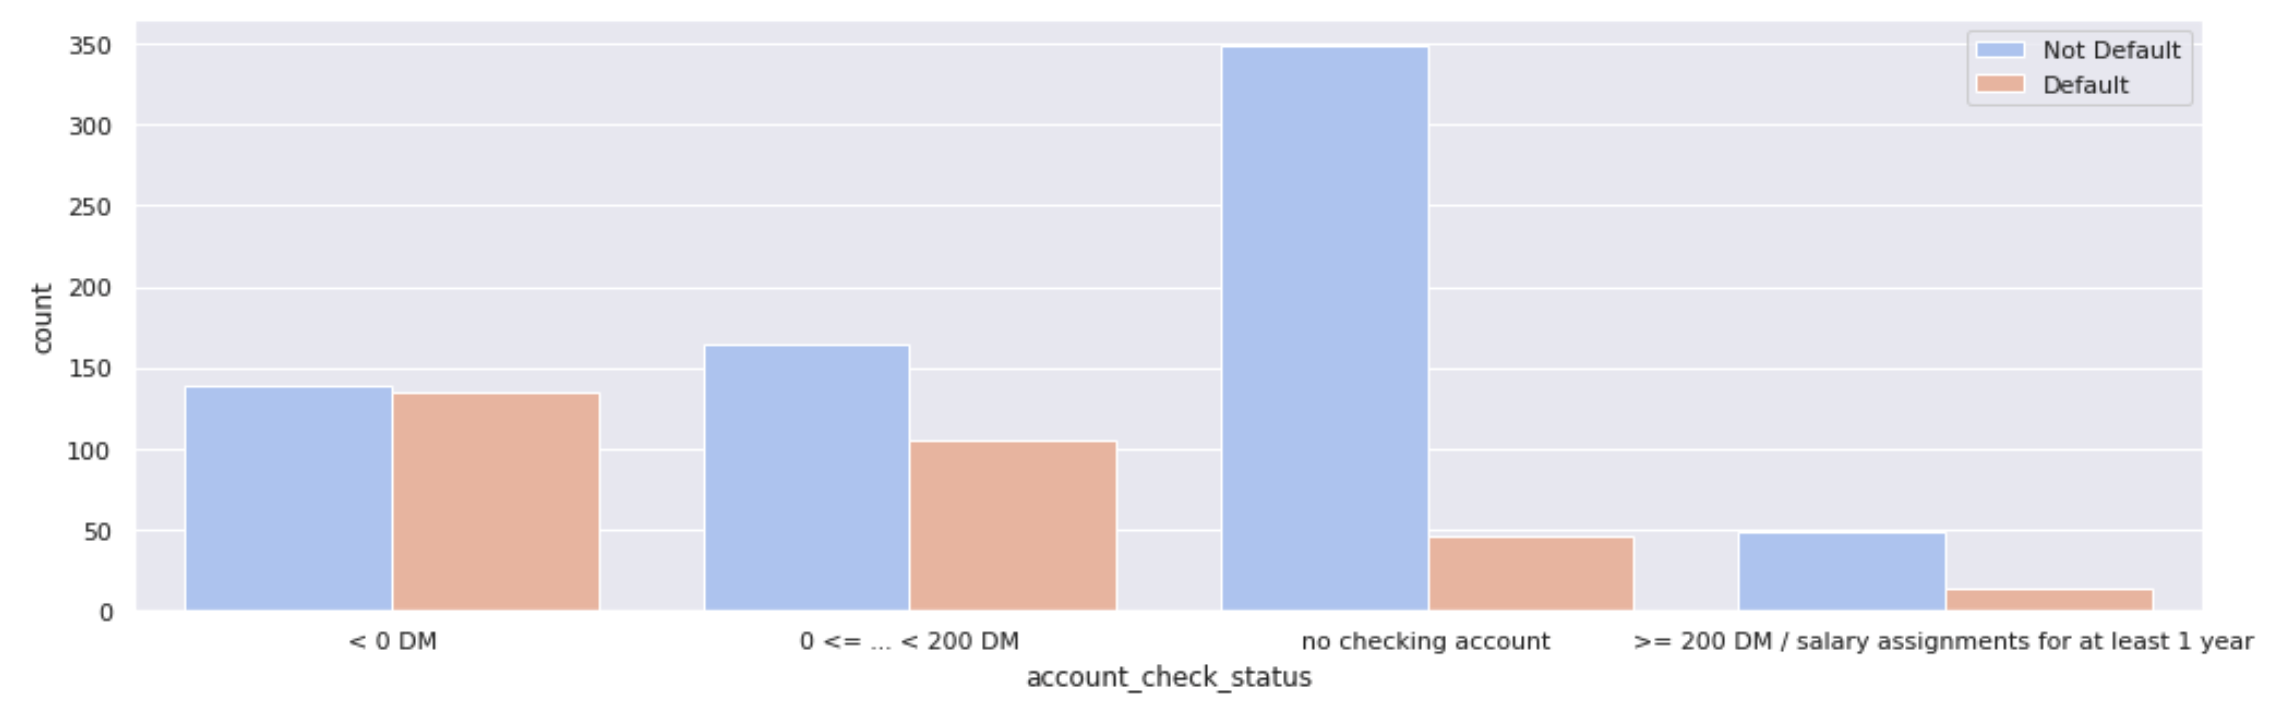 350
300
250
200
150
100
50
0
count
Not Default
Default
< 0 DM
0 <= ... < 200 DM
no checking account
>= 200 DM / salary assignments for at least 1 year
account_check_status